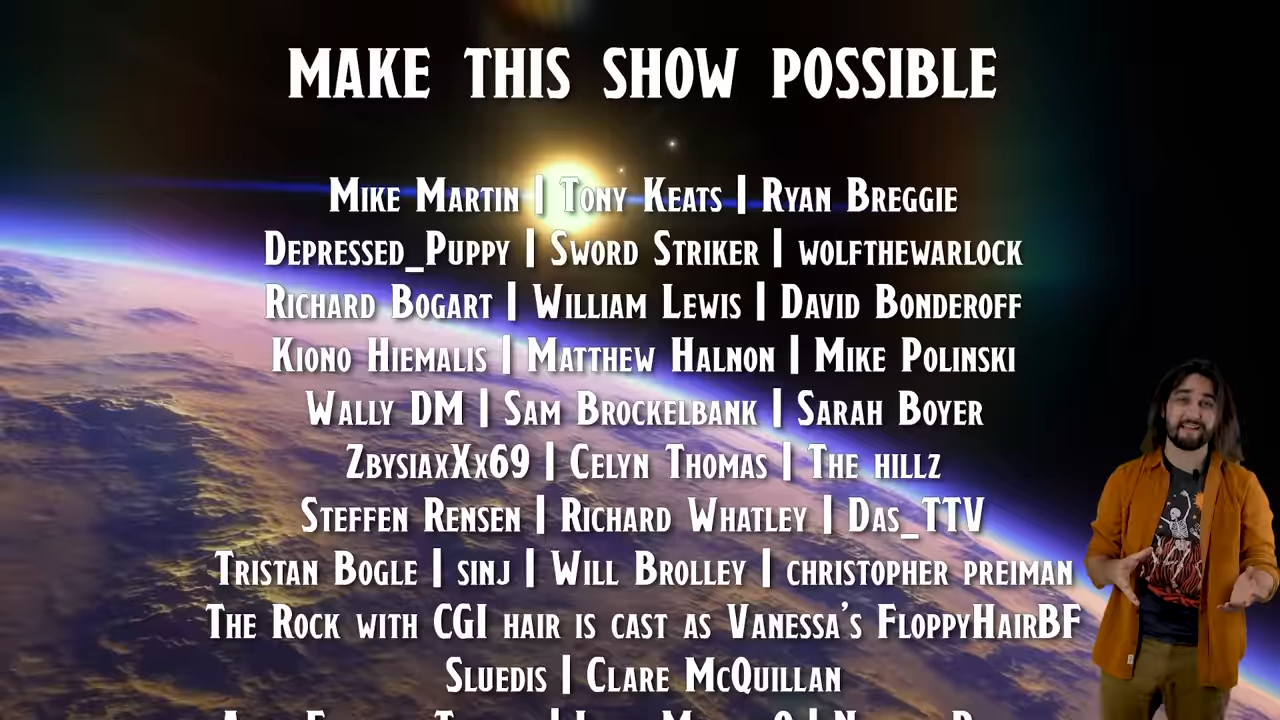 MAKE THIS SHOW POSSIBLE
Mike Martin | Tony Keats | Ryan Breggie
Depressed_Puppy | Sword Striker | wolfthewarlock
Richard Bogart | William Lewis | David Bonderoff
Kiono Hiemalis | Matthew Halnon | Mike Polinski
Wally DM | Sam Brockelbank | Sarah Boyer
ZbysiaxXx69 | Celyn Thomas | The hillz
Steffen Rensen | Richard Whatley | Das_TTV
Tristan Bogle | sinj | Will Brolley | christopher preiman
The Rock with CGI hair is cast as Vanessa's FloppyHairBF
Sluedis | Clare McQuillan